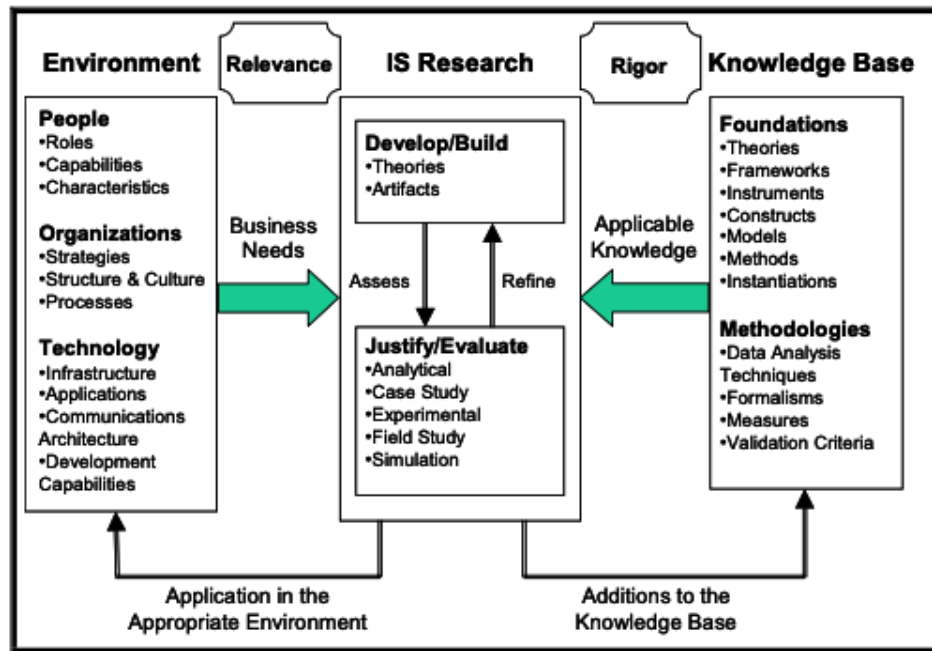 Environment
Relevance
IS Research
Rigor
Knowledge Base
People
•Roles
•Capabilities
•Characteristics
Organizations
•Strategies
•Structure & Culture
•Processes
Technology
•Infrastructure
•Applications
•Communications
Architecture
•Development
Capabilities
Business
Needs
Develop/Build
•Theories
•Artifacts
Assess
Refine
Justify/Evaluate
•Analytical
•Case Study
•Experimental
•Field Study
•Simulation
Applicable
Knowledge
Foundations
•Theories
•Frameworks
•Instruments
•Constructs
•Models
•Methods
•Instantiations
Methodologies
•Data Analysis
Techniques
•Formalisms
•Measures
•Validation Criteria
Application in the
Appropriate Environment
Additions to the
Knowledge Base